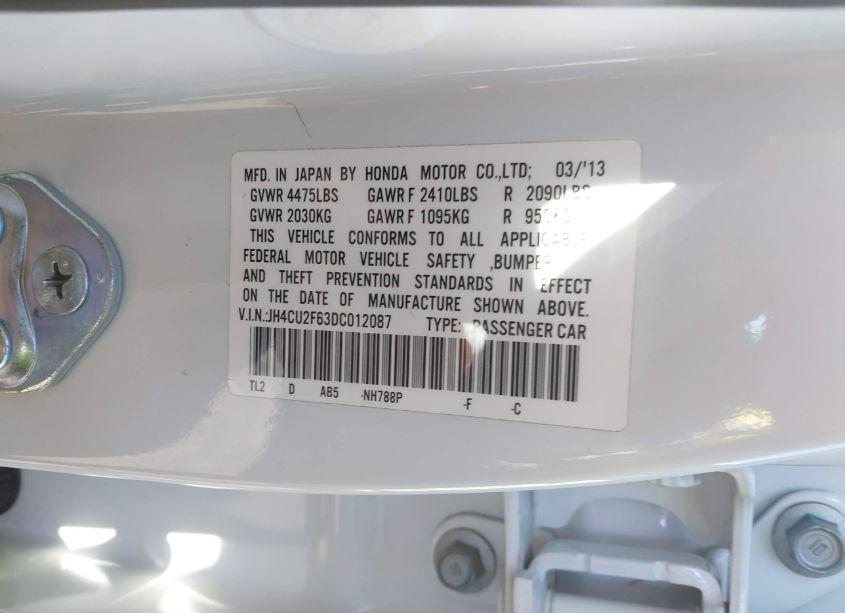 MFD. IN JAPAN BY HONDA MOTOR CO.,LTD; 03/'13
GVWR 4475LBS GAWR F 2410LBS R 2090LBS
GVWR 2030KG GAWR F 1095KG R
THIS VEHICLE CONFORMS TO ALL APPLICABLE
FEDERAL MOTOR VEHICLE SAFETY ,BUMPER
AND THEFT PREVENTION STANDARDS IN EFFECT
ON THE DATE OF MANUFACTURE SHOWN ABOVE.
V.I.N.:JH4CU2F63DC012087 TYPE: PASSENGER CAR
TL2 D AB5 -NH788P -F -C